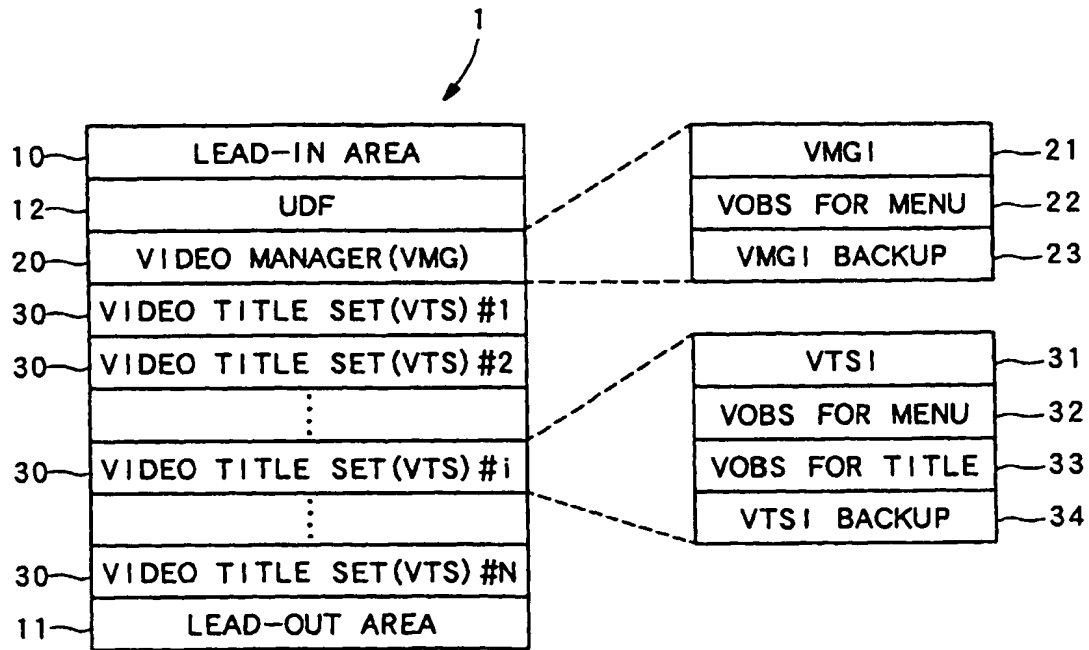 1
10 LEAD-IN AREA
12 UDF
20 VIDEO MANAGER(VMG)
30 VIDEO TITLE SET(VTS)#1
30 VIDEO TITLE SET(VTS)#2
30 VIDEO TITLE SET(VTS)#i
30 VIDEO TITLE SET(VTS)#N
11 LEAD-OUT AREA
VMGI 21
VOBS FOR MENU 22
VMGI BACKUP 23
VTSI 31
VOBS FOR MENU 32
VOBS FOR TITLE 33
VTSI BACKUP 34